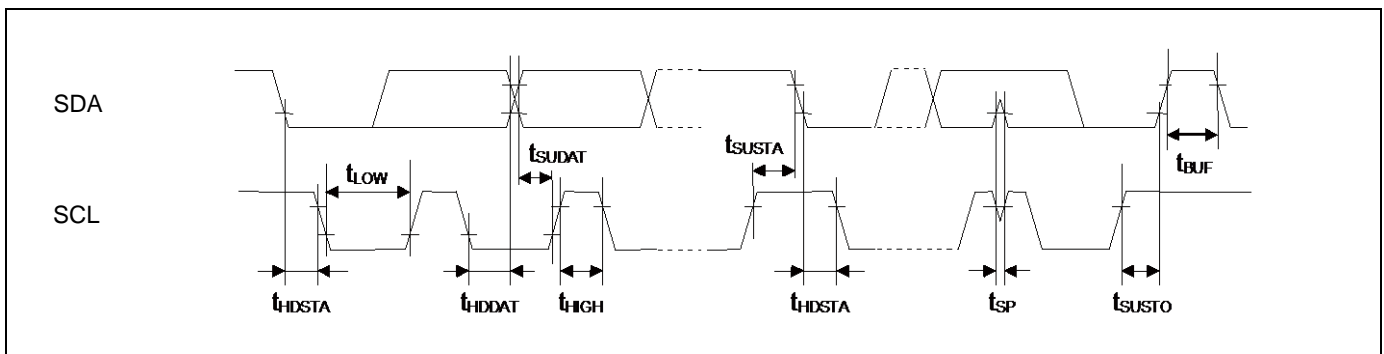 SDA
tSUDAT
tSUSTA
tBUF
tLOW
SCL
tHDSTA
tHDDAT
tHIGH
tHDSTA
tSP
tSUSTO